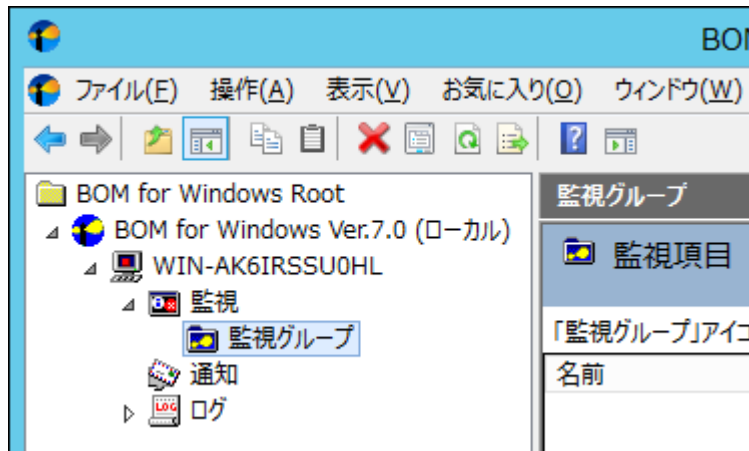 BOM
ファイル(F) 操作(A) 表示(V) お気に入り(O) ウィンドウ(W)
BOM for Windows Root
BOM for Windows Ver.7.0 (ローカル)
WIN-AK6IRSSU0HL
監視
監視グループ
通知
LOG ログ
監視グループ
監視項目
「監視グループ」アイコ
名前